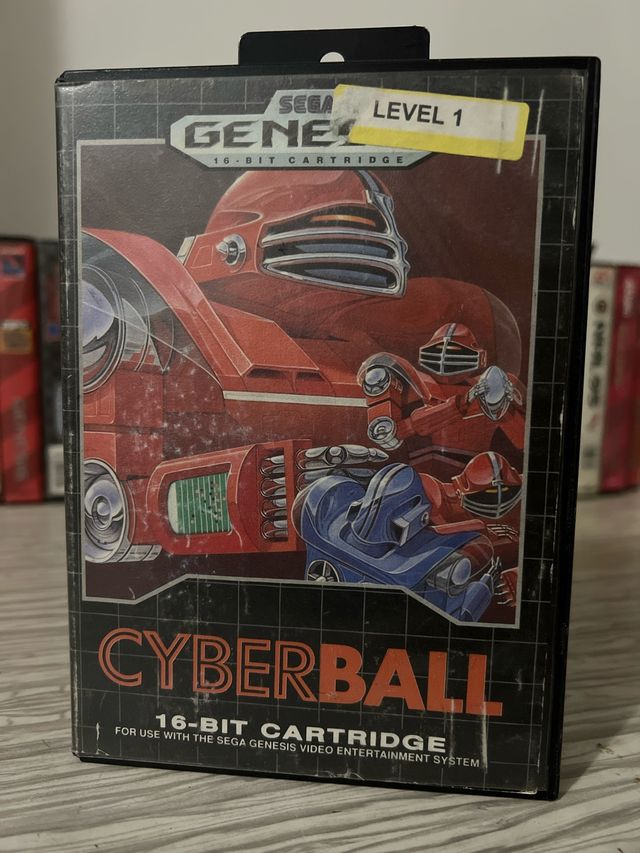 SEGA
LEVEL 1
16-BIT CARTRIDGE
CYBERBALL
16-BIT CARTRIDGE
FOR USE WITH THE SEGA GENESIS VIDEO ENTERTAINMENT SYSTEM